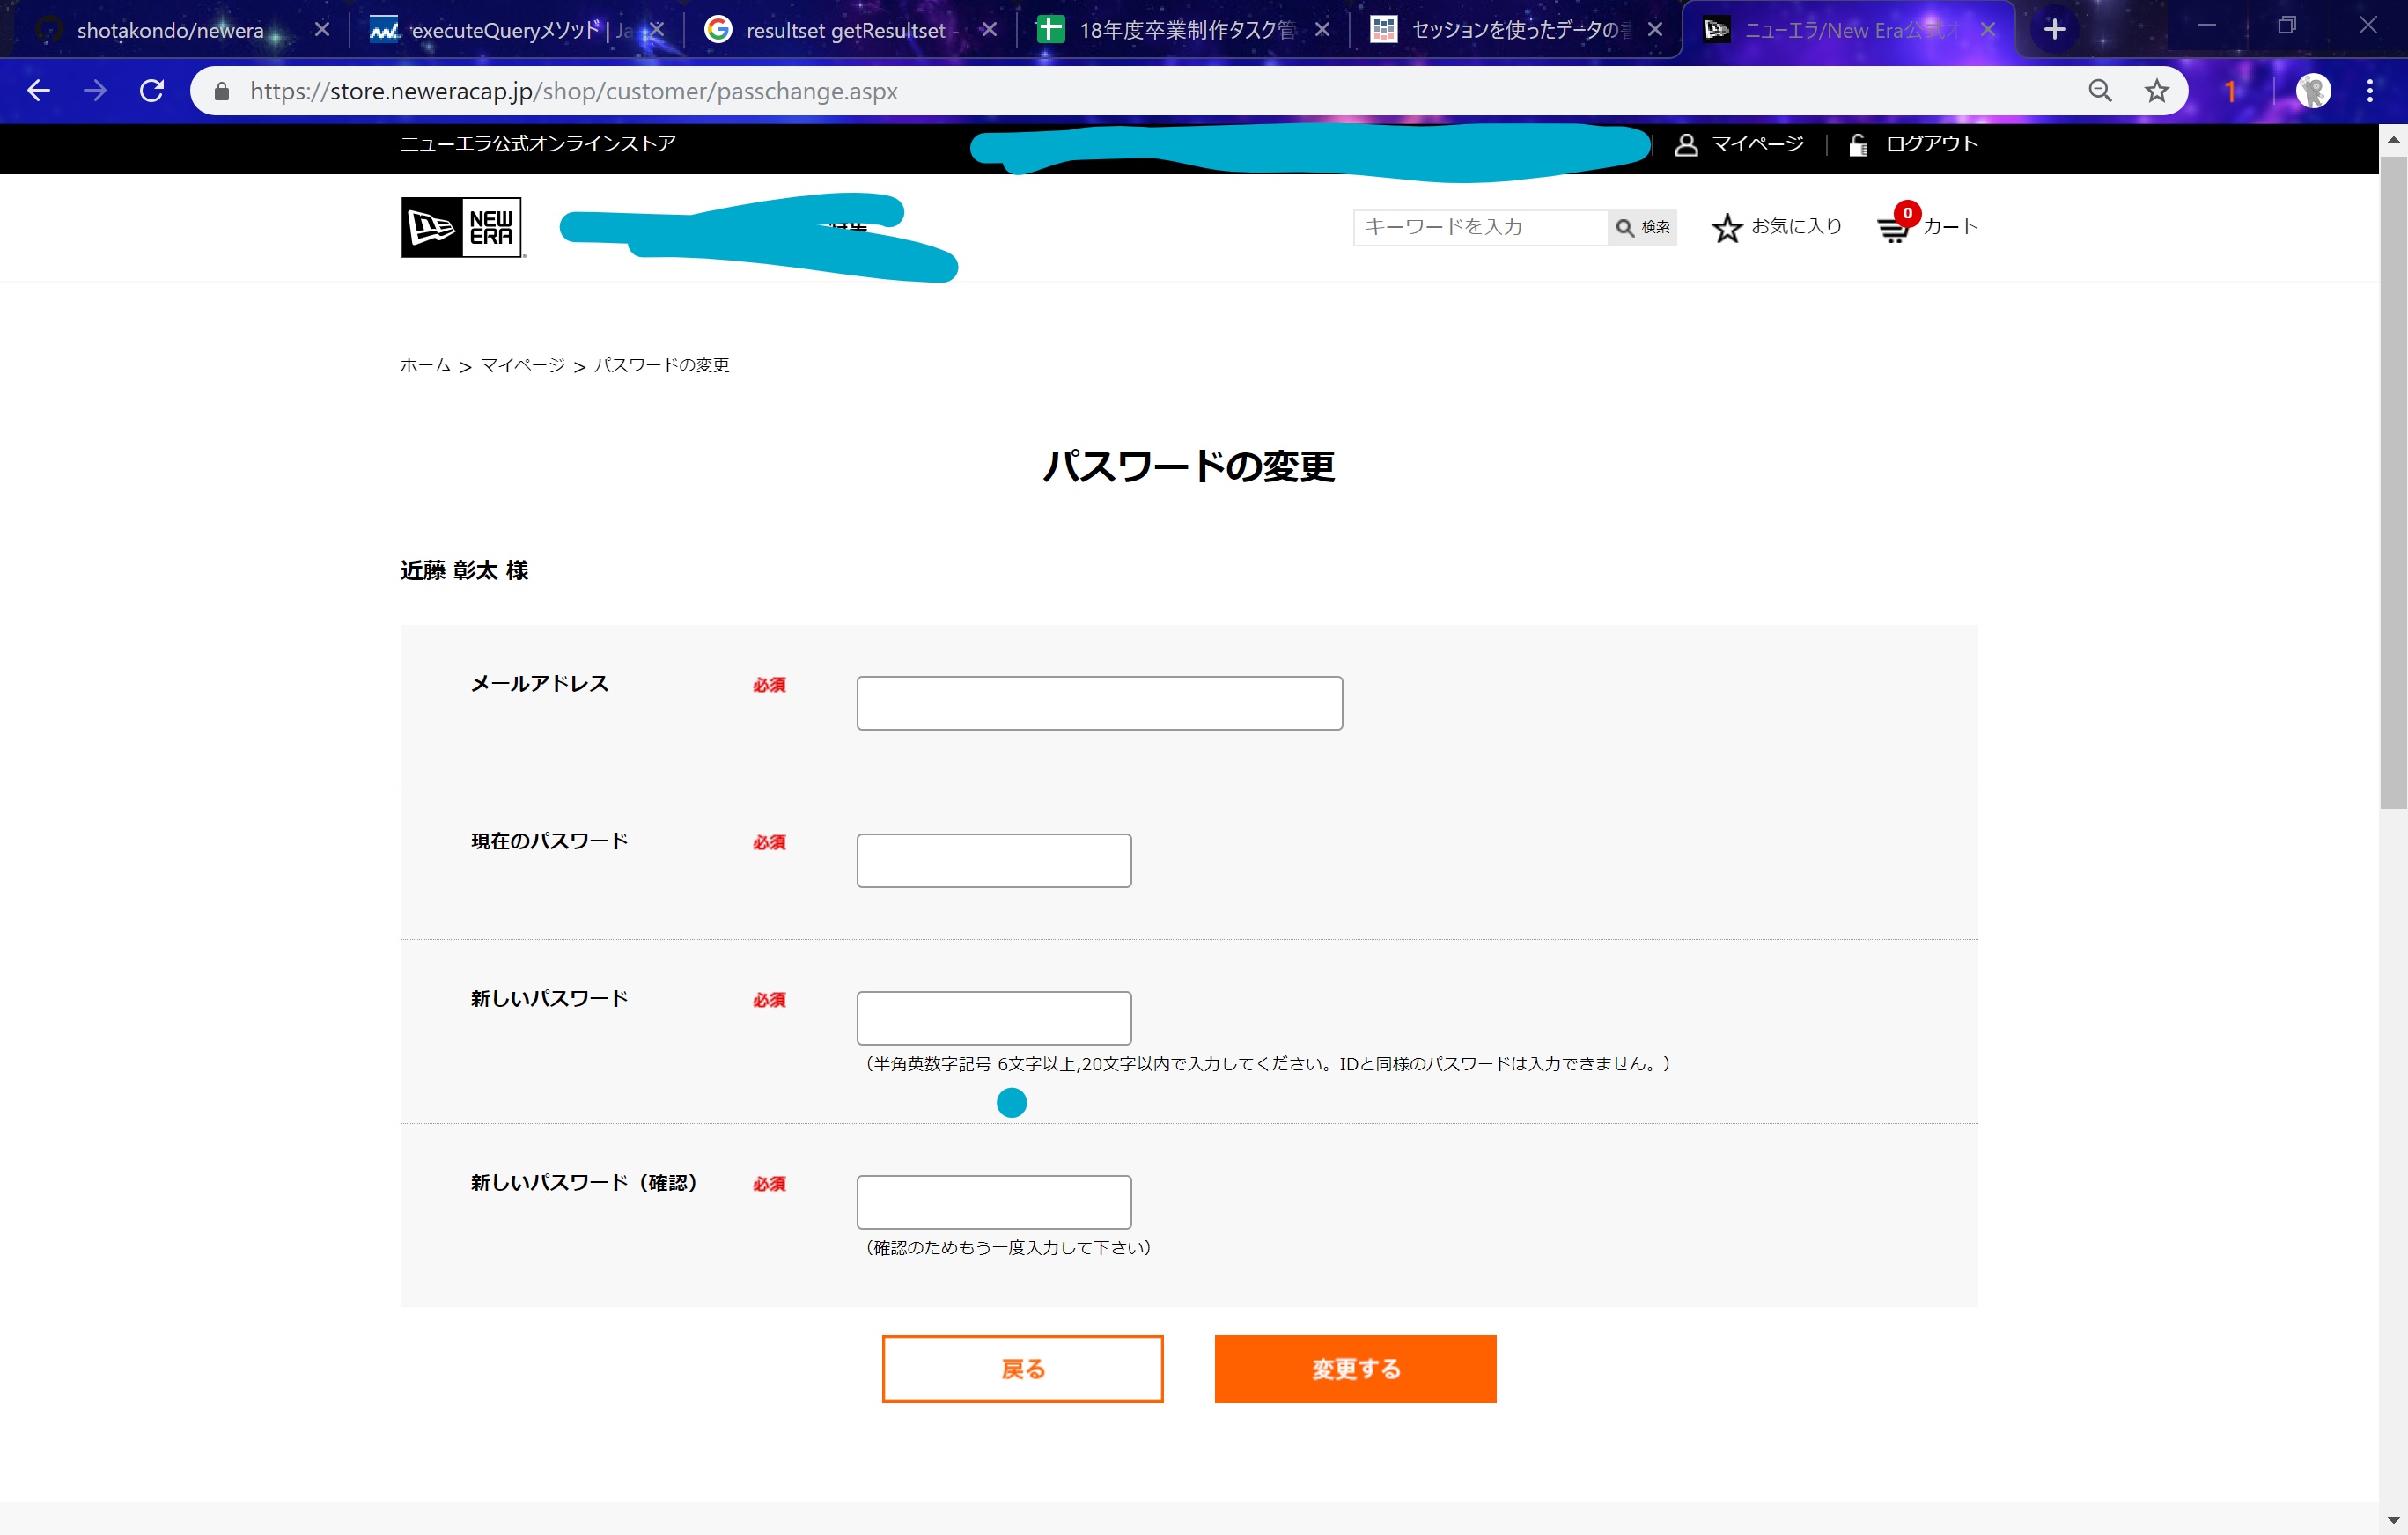 shotakondo/newera
executeQueryメソッド | Ja
resultset getResultset -
18年度卒業制作タスク管
セッションを使ったデータの書
ニューエラ/New Era公式オ
https://store.neweracap.jp/shop/customer/passchange.aspx
1
ニューエラ公式オンラインストア
マイページ
ログアウト
NEW ERA
キーワードを入力
検索
お気に入り
0
カート
ホーム > マイページ > パスワードの変更
パスワードの変更
近藤 彰太 様
メールアドレス 必須
現在のパスワード 必須
新しいパスワード 必須
（半角英数字記号 6文字以上,20文字以内で入力してください。IDと同様のパスワードは入力できません。）
新しいパスワード（確認） 必須
（確認のためもう一度入力して下さい）
戻る
変更する